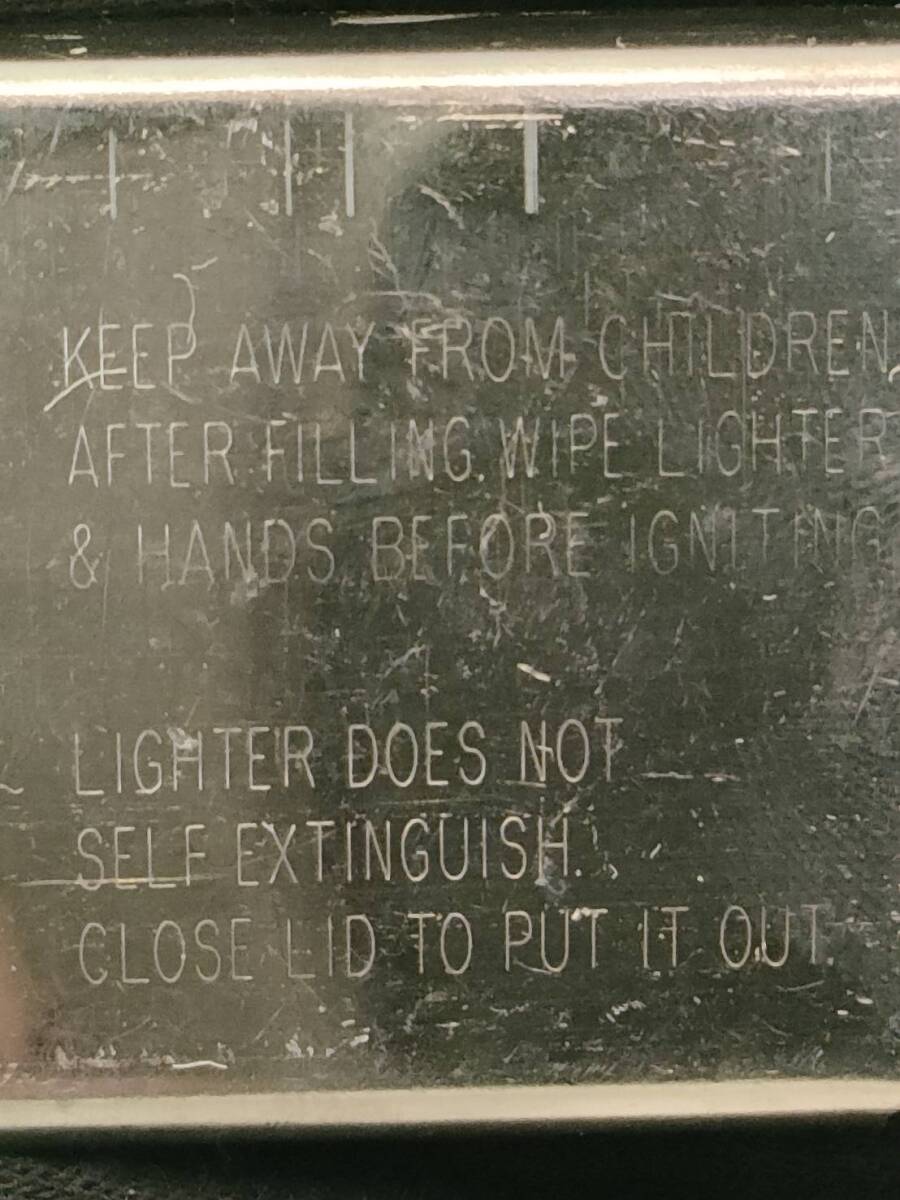 KEEP AWAY FROM CHILDREN.
AFTER FILLING, WIPE LIGHTER
& HANDS BEFORE IGNITING
LIGHTER DOES NOT
SELF EXTINGUISH.
CLOSE LID TO PUT IT OUT.